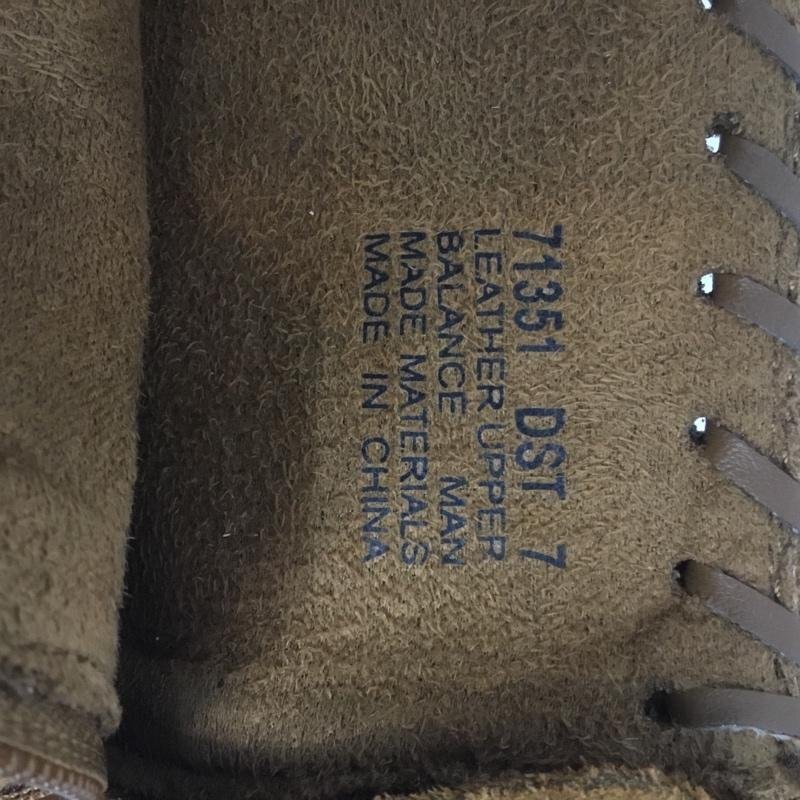 71351 DST 7
LEATHER UPPER
BALANCE MAN
MADE MATERIALS
MADE IN CHINA